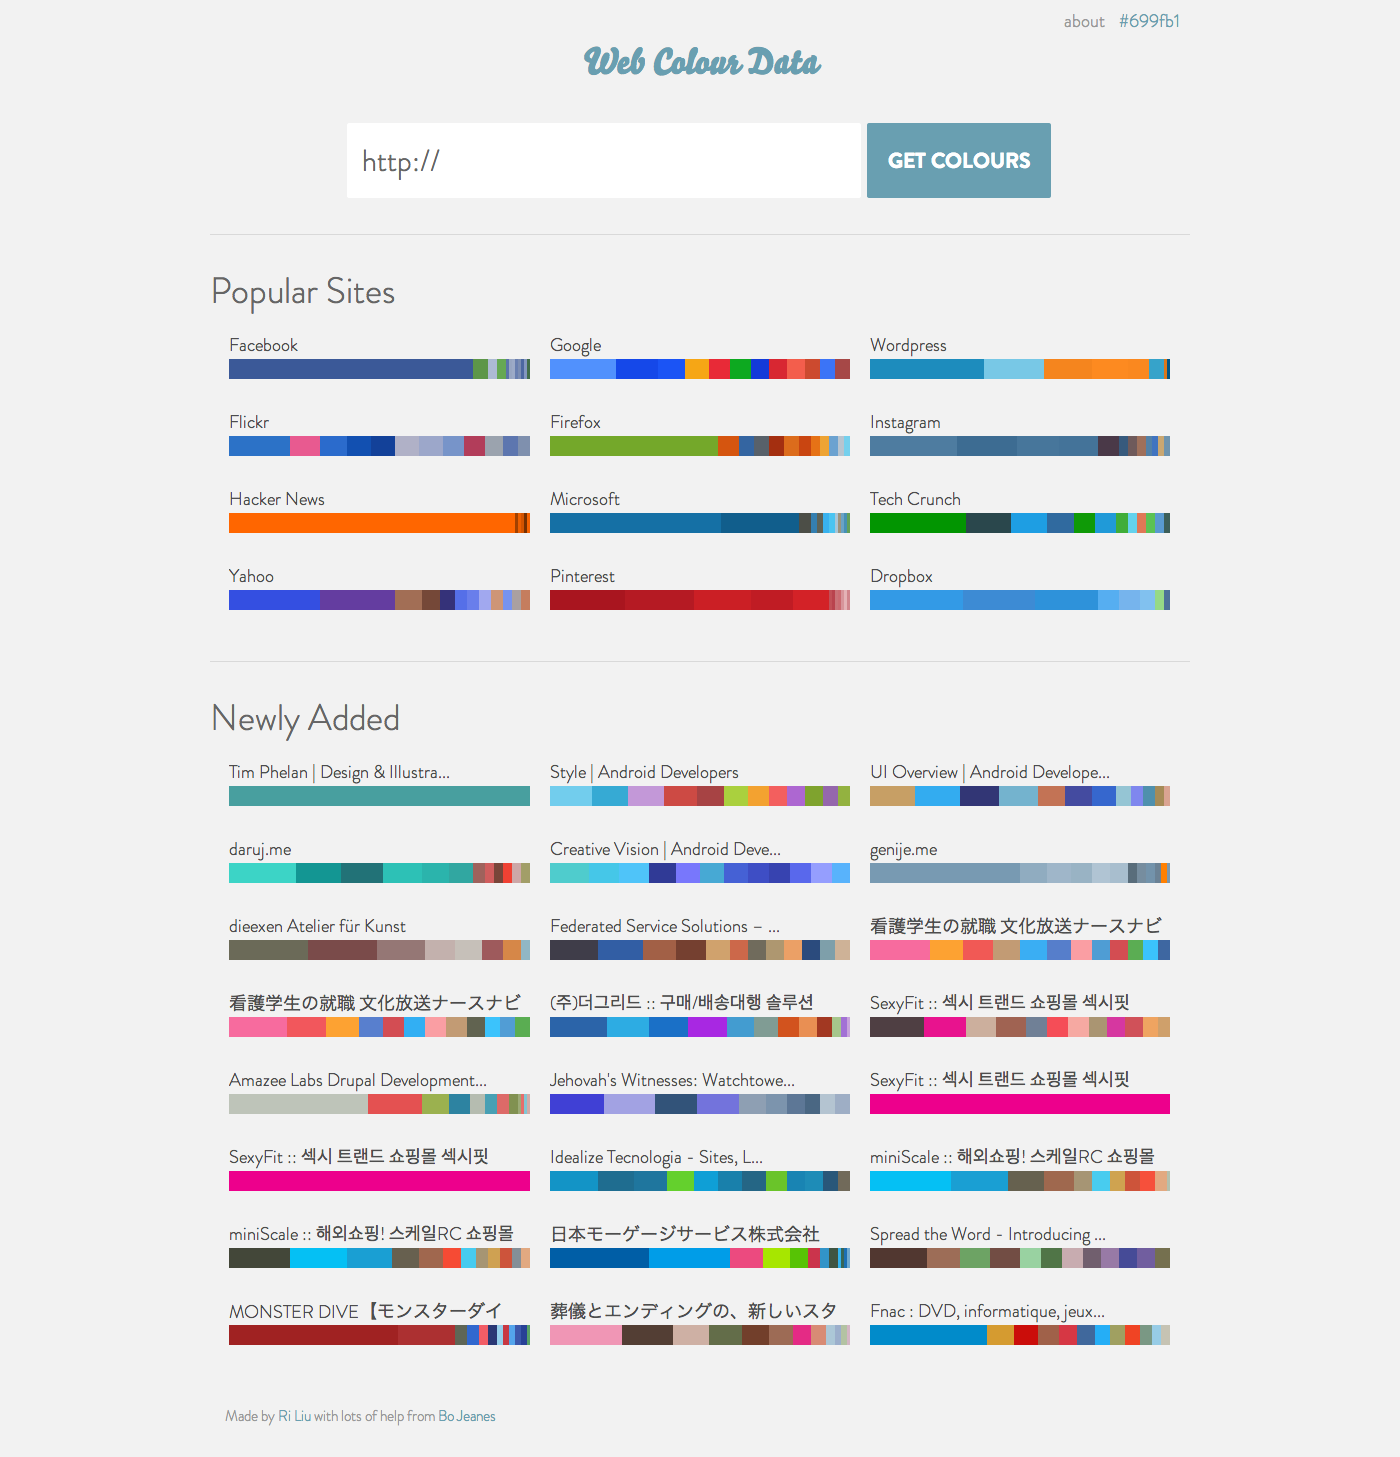 about #699fb1
Web Colour Data
http://
GET COLOURS
Popular Sites
Facebook
Google
Wordpress
Flickr
Firefox
Instagram
Hacker News
Microsoft
Tech Crunch
Yahoo
Pinterest
Dropbox
Newly Added
Tim Phelan | Design & Illustra...
Style | Android Developers
UI Overview | Android Develope...
daruj.me
Creative Vision | Android Deve...
genije.me
dieexen Atelier für Kunst
Federated Service Solutions – ...
看護学生の就職 文化放送ナースナビ
看護学生の就職 文化放送ナースナビ
(주)더그리드 :: 구매/배송대행 솔루션
SexyFit :: 섹시 트랜드 쇼핑몰 섹시핏
Amazee Labs Drupal Development...
Jehovah's Witnesses: Watchtowe...
SexyFit :: 섹시 트랜드 쇼핑몰 섹시핏
SexyFit :: 섹시 트랜드 쇼핑몰 섹시핏
Idealize Tecnologia - Sites, L...
miniScale :: 해외쇼핑! 스케일RC 쇼핑몰
miniScale :: 해외쇼핑! 스케일RC 쇼핑몰
日本モーゲージサービス株式会社
Spread the Word - Introducing ...
MONSTER DIVE【モンスターダイ
葬儀とエンディングの、新しいスタ
Fnac : DVD, informatique, jeux...
Made by Ri Liu with lots of help from Bo Jeanes